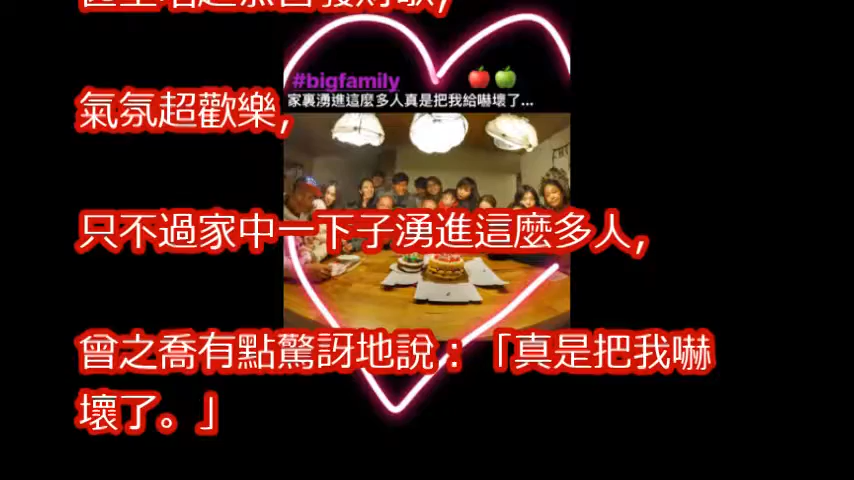 #bigfamily
家裏湧進這麼多人真是把我給嚇壞了...
氣氛超歡樂,
只不過家中一下子湧進這麼多人,
曾之喬有點驚訝地說：「真是把我嚇
壞了。」